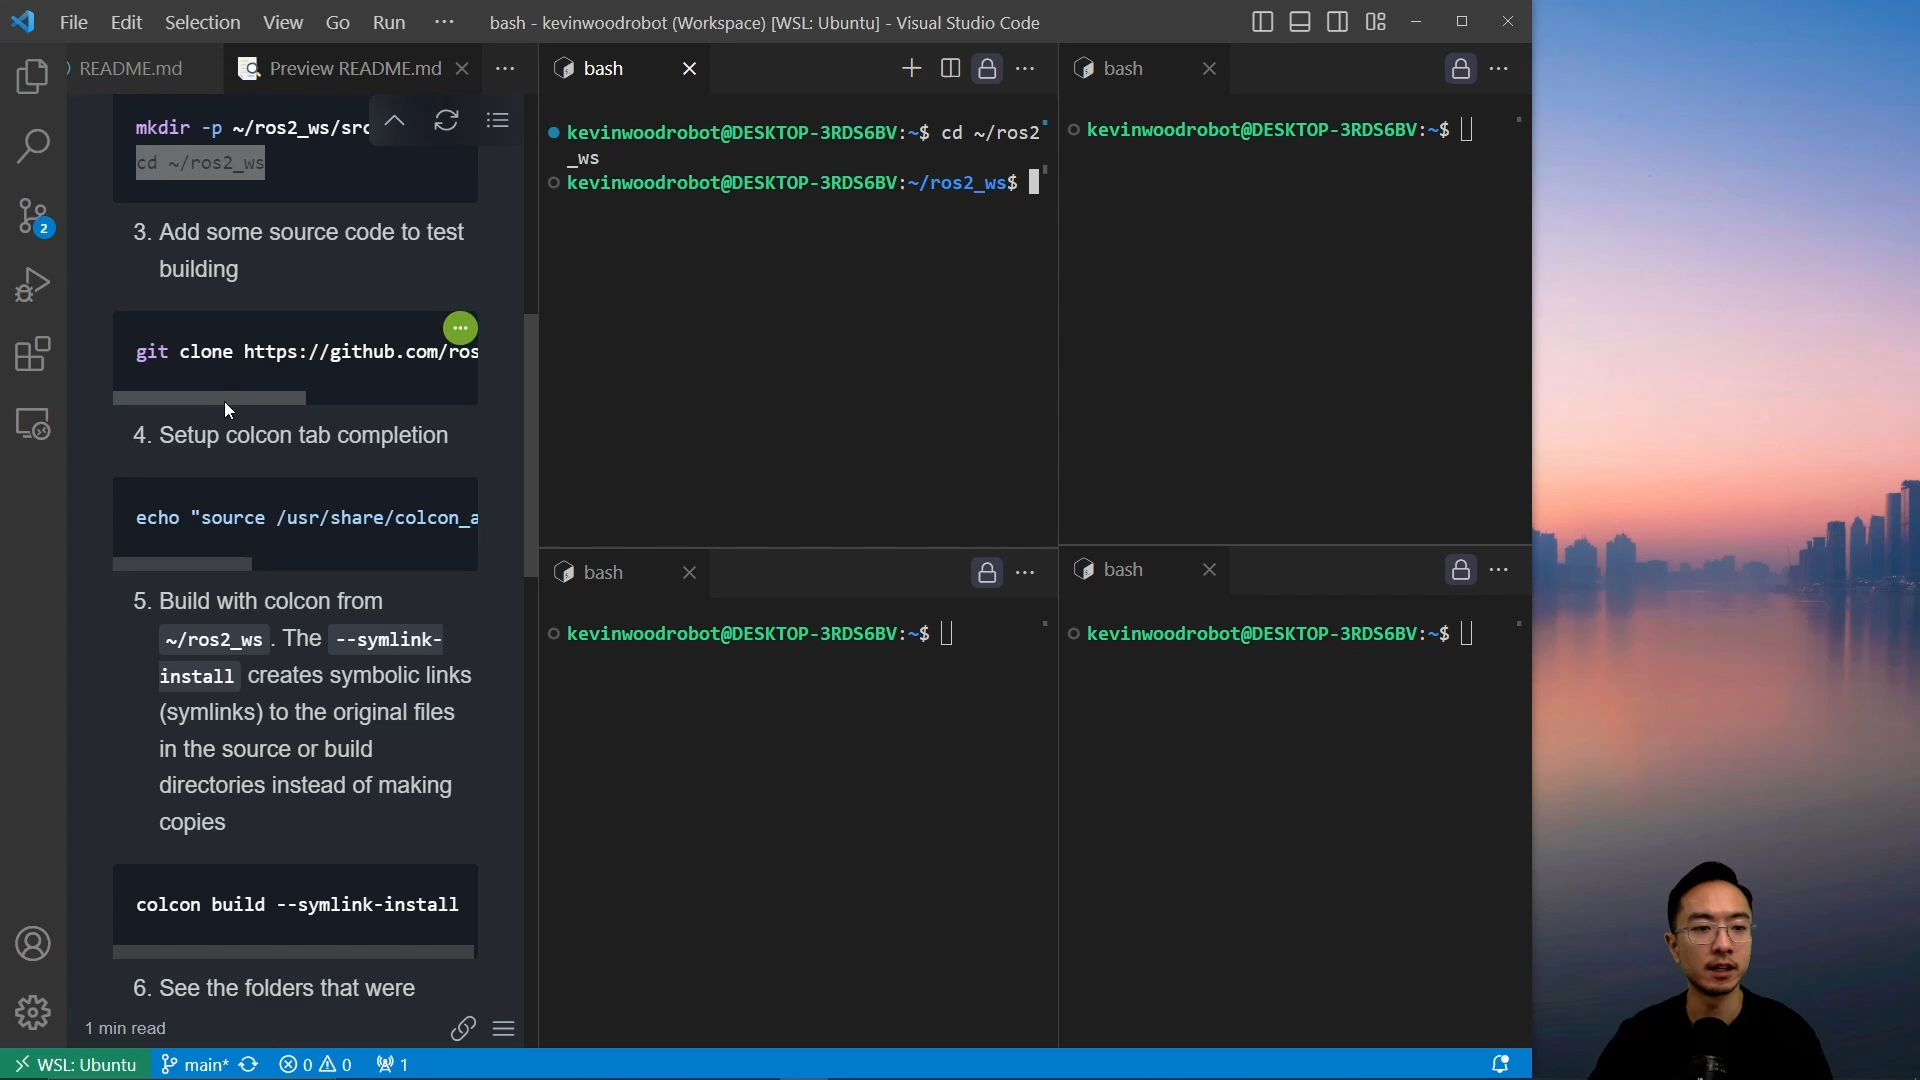 File Edit Selection View Go Run ··· bash - kevinwoodrobot (Workspace) [WSL: Ubuntu] - Visual Studio Code
README.md Preview README.md
mkdir -p ~/ros2_ws/src
cd ~/ros2_ws
3. Add some source code to test
building
git clone https://github.com/ros
4. Setup colcon tab completion
echo "source /usr/share/colcon_a
5. Build with colcon from
~/ros2_ws . The --symlink-
install creates symbolic links
(symlinks) to the original files
in the source or build
directories instead of making
copies
colcon build --symlink-install
6. See the folders that were
1 min read
bash
kevinwoodrobot@DESKTOP-3RDS6BV:~$ cd ~/ros2
_ws
kevinwoodrobot@DESKTOP-3RDS6BV:~/ros2_ws$
bash
kevinwoodrobot@DESKTOP-3RDS6BV:~$
bash
kevinwoodrobot@DESKTOP-3RDS6BV:~$
bash
kevinwoodrobot@DESKTOP-3RDS6BV:~$
2
WSL: Ubuntu main* 0 0 1